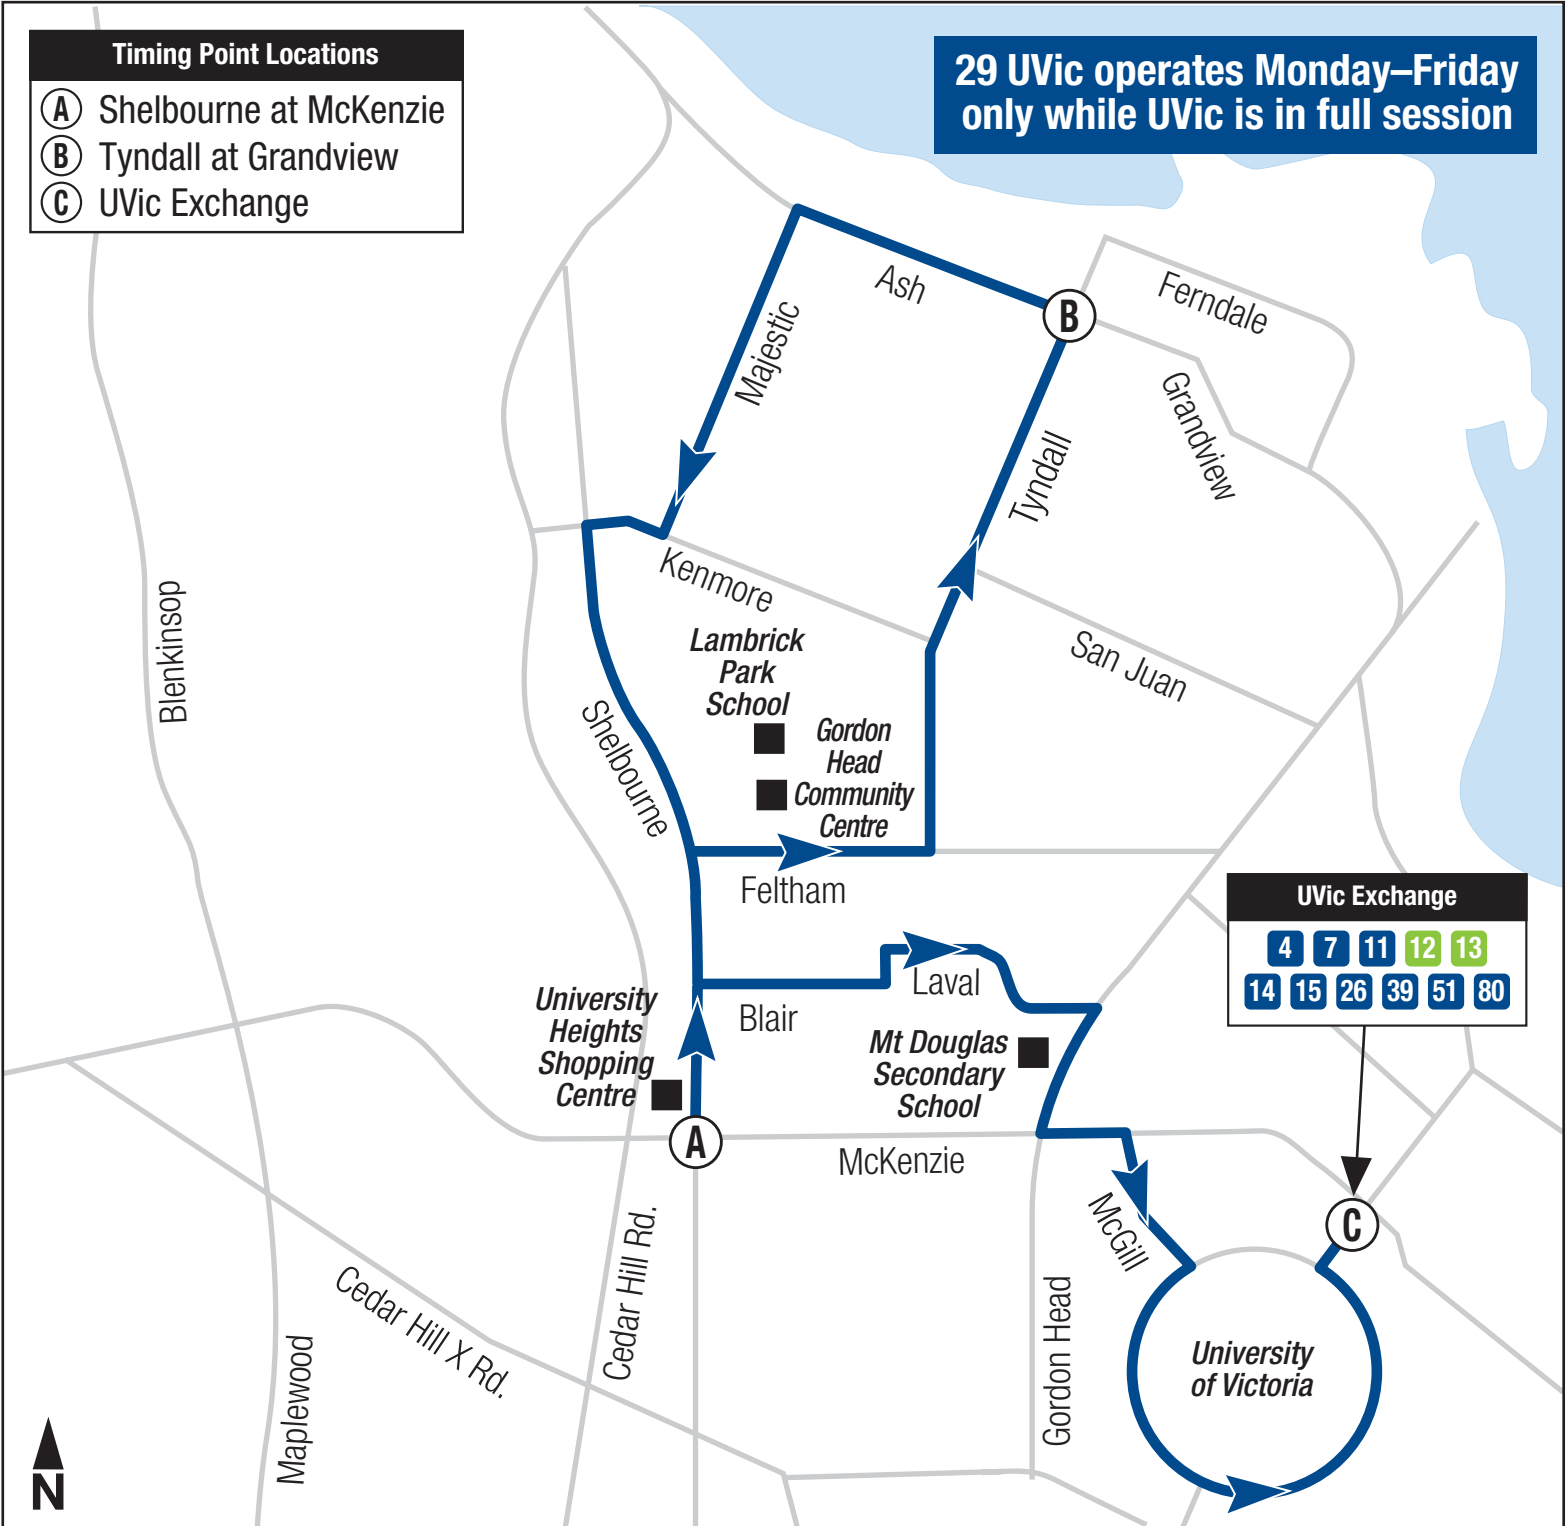 Timing Point Locations
A Shelbourne at McKenzie
B Tyndall at Grandview
C UVic Exchange
29 UVic operates Monday–Friday
only while UVic is in full session
Ash
B
Ferndale
Majestic
Grandview
Tyndall
Kenmore
Blenkinsop
Lambrick
Park
School
San Juan
Shelbourne
Gordon
Head
Community
Centre
Feltham
UVic Exchange
4 7 11 12 13
14 15 26 39 51 80
Laval
Blair
University
Heights
Shopping
Centre
Mt Douglas
Secondary
School
A
McKenzie
McGill
C
Cedar Hill Rd.
Cedar Hill X Rd.
Gordon Head
University
of Victoria
Maplewood
N